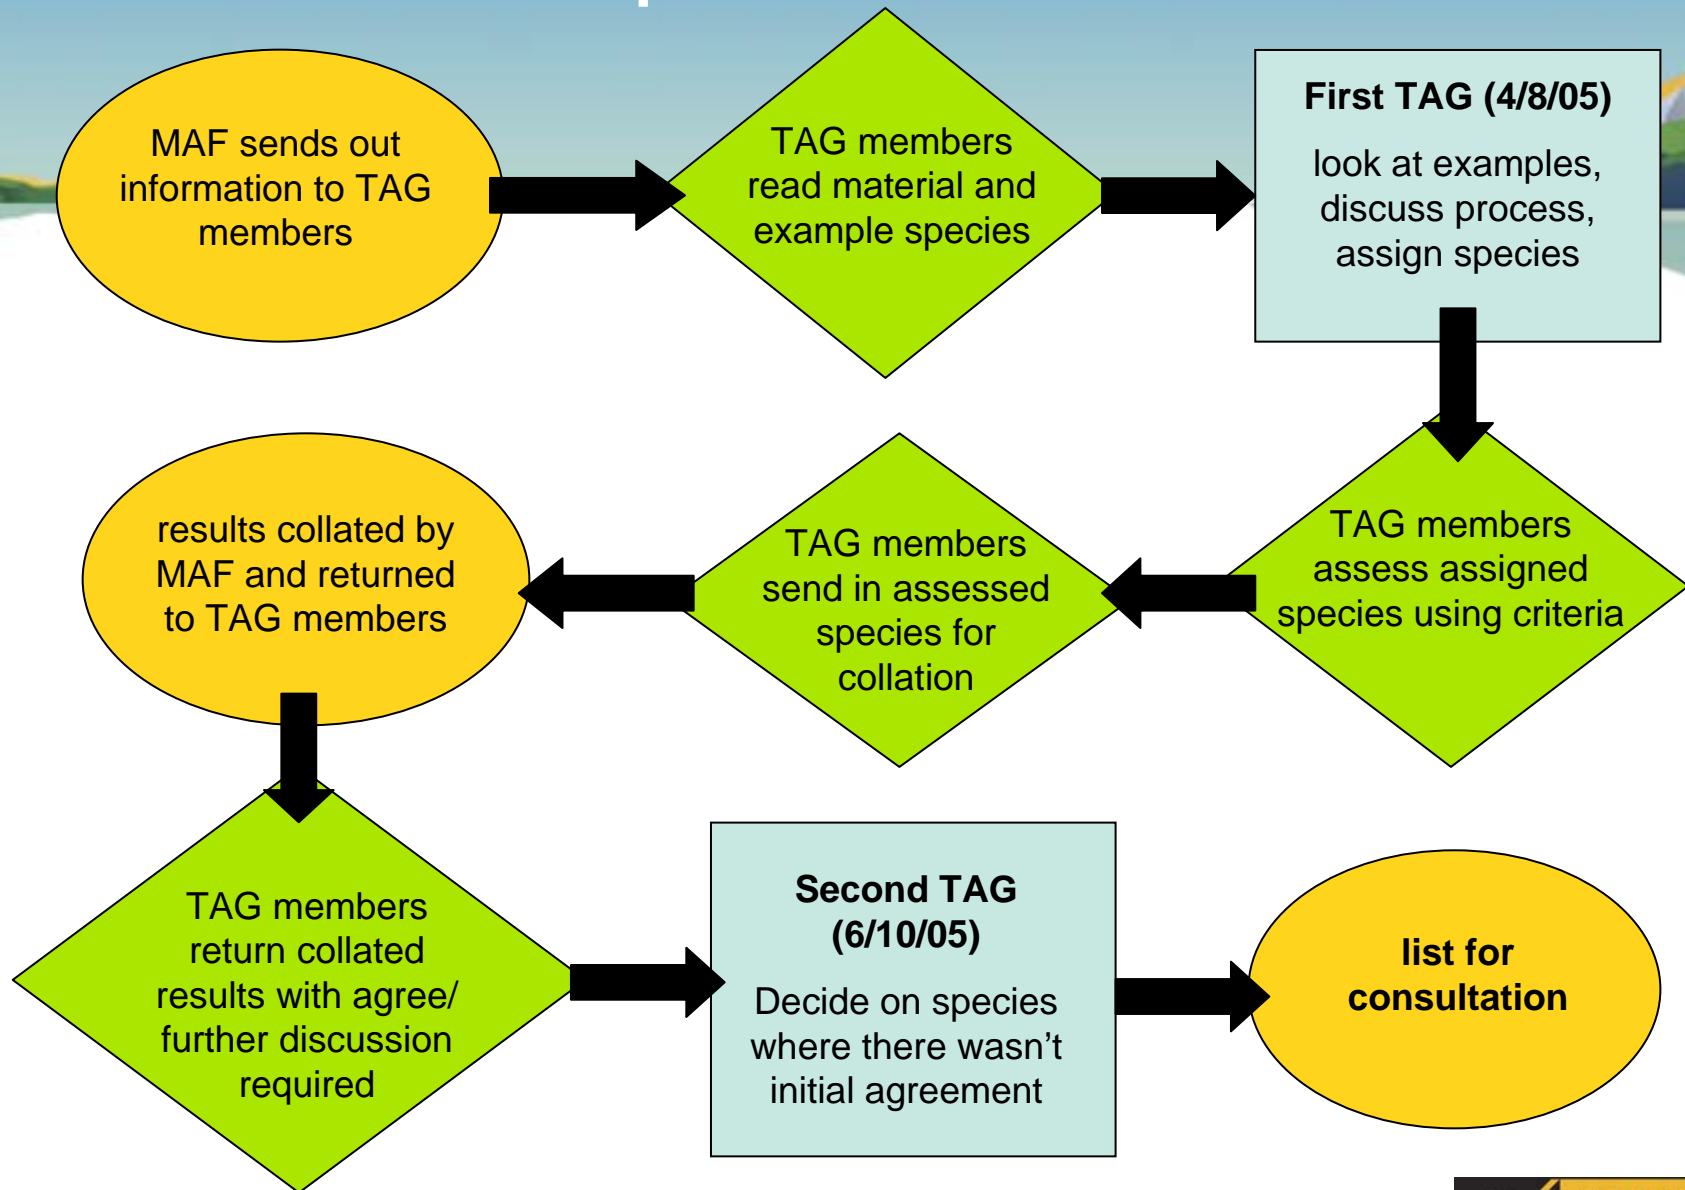 MAF sends out
information to TAG
members
TAG members
read material and
example species
First TAG (4/8/05)
look at examples,
discuss process,
assign species
results collated by
MAF and returned
to TAG members
TAG members
send in assessed
species for
collation
TAG members
assess assigned
species using criteria
TAG members
return collated
results with agree/
further discussion
required
Second TAG
(6/10/05)
Decide on species
where there wasn't
initial agreement
list for
consultation